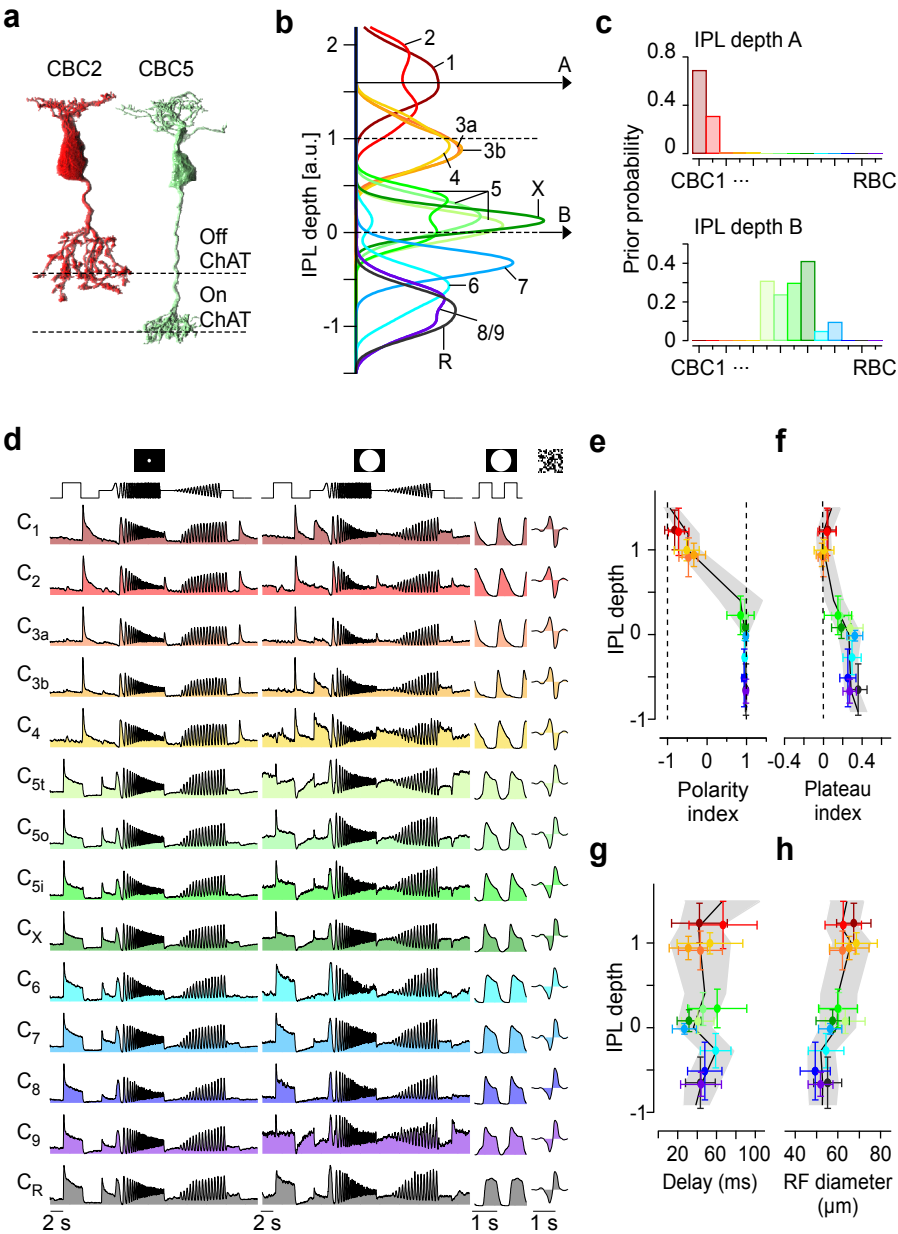 a
CBC2
CBC5
Off
ChAT
On
ChAT
b
IPL depth [a.u.]
2
1
0
-1
2
1
A
3a
3b
4
5
X
B
7
6
8/9
R
c
Prior probability
IPL depth A
0.8
0.4
0
CBC1 ···
RBC
IPL depth B
0.4
0.2
0
CBC1 ···
RBC
d
C1
C2
C3a
C3b
C4
C5t
C5o
C5i
CX
C6
C7
C8
C9
CR
2 s
2 s
1 s
1 s
e
IPL depth
1
0
-1
-1 0 1
Polarity
index
f
-0.4 0 0.4
Plateau
index
g
IPL depth
1
0
-1
20 60 100
Delay (ms)
h
40 60 80
RF diameter
(µm)